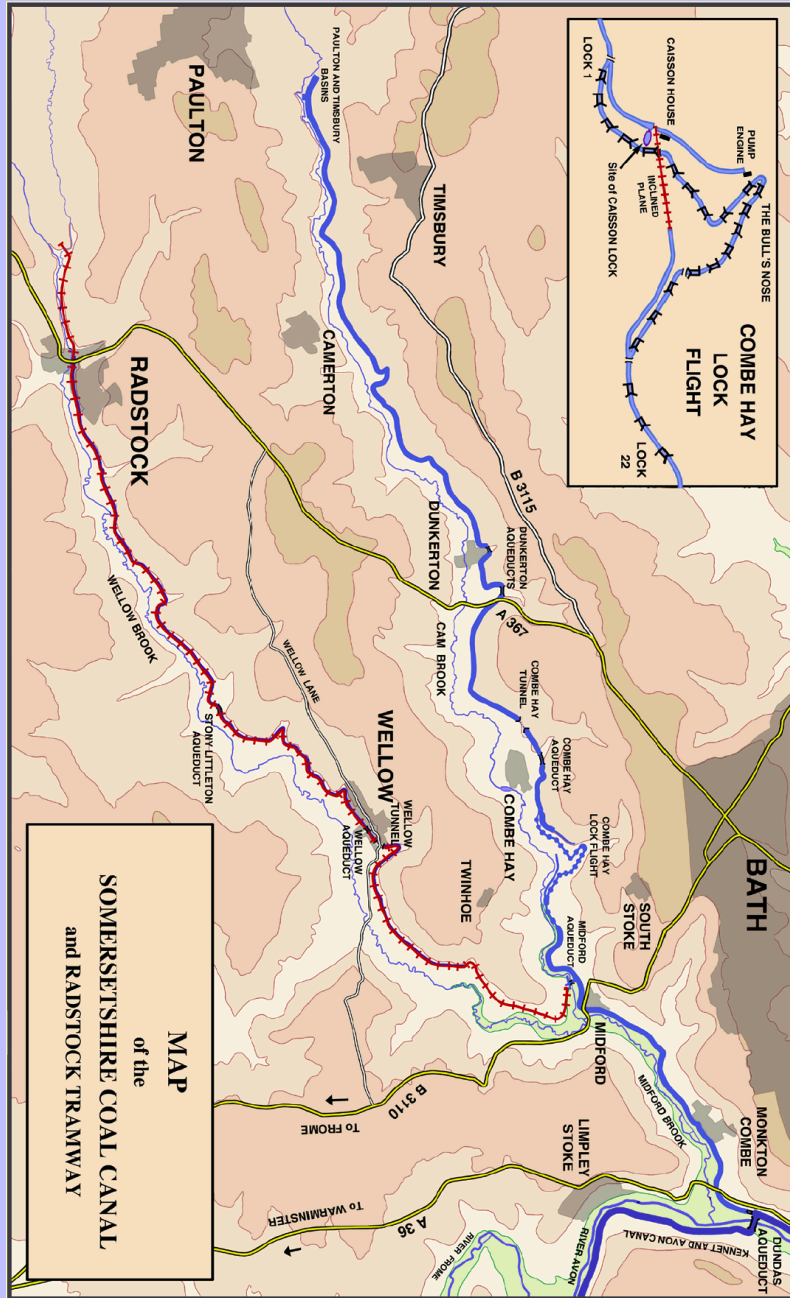 COMBE HAY
LOCK
FLIGHT
LOCK 1
CAISSON HOUSE
PUMP
ENGINE
THE BULL'S NOSE
INCLINED
PLANE
Site of CAISSON LOCK
LOCK
22
PAULTON AND TIMSBURY
BASINS
PAULTON
TIMSBURY
CAMERTON
RADSTOCK
B 3115
DUNKERTON
DUNKERTON
AQUEDUCTS
A 367
CAM BROOK
COMBE HAY
TUNNEL
COMBE HAY
AQUEDUCT
COMBE HAY
LOCK FLIGHT
COMBE HAY
BATH
SOUTH
STOKE
MIDFORD
AQUEDUCT
MIDFORD
MIDFORD BROOK
MONKTON
COMBE
DUNDAS
AQUEDUCT
KENNET AND AVON CANAL
LIMPLEY
STOKE
RIVER AVON
RIVER FROME
WELLOW BROOK
STONY LITTLETON
AQUEDUCT
WELLOW LANE
WELLOW
WELLOW
TUNNEL
WELLOW
AQUEDUCT
TWINHOE
B 3110
To FROME
A 36
To WARMINSTER
MAP
of the
SOMERSETSHIRE COAL CANAL
and RADSTOCK TRAMWAY